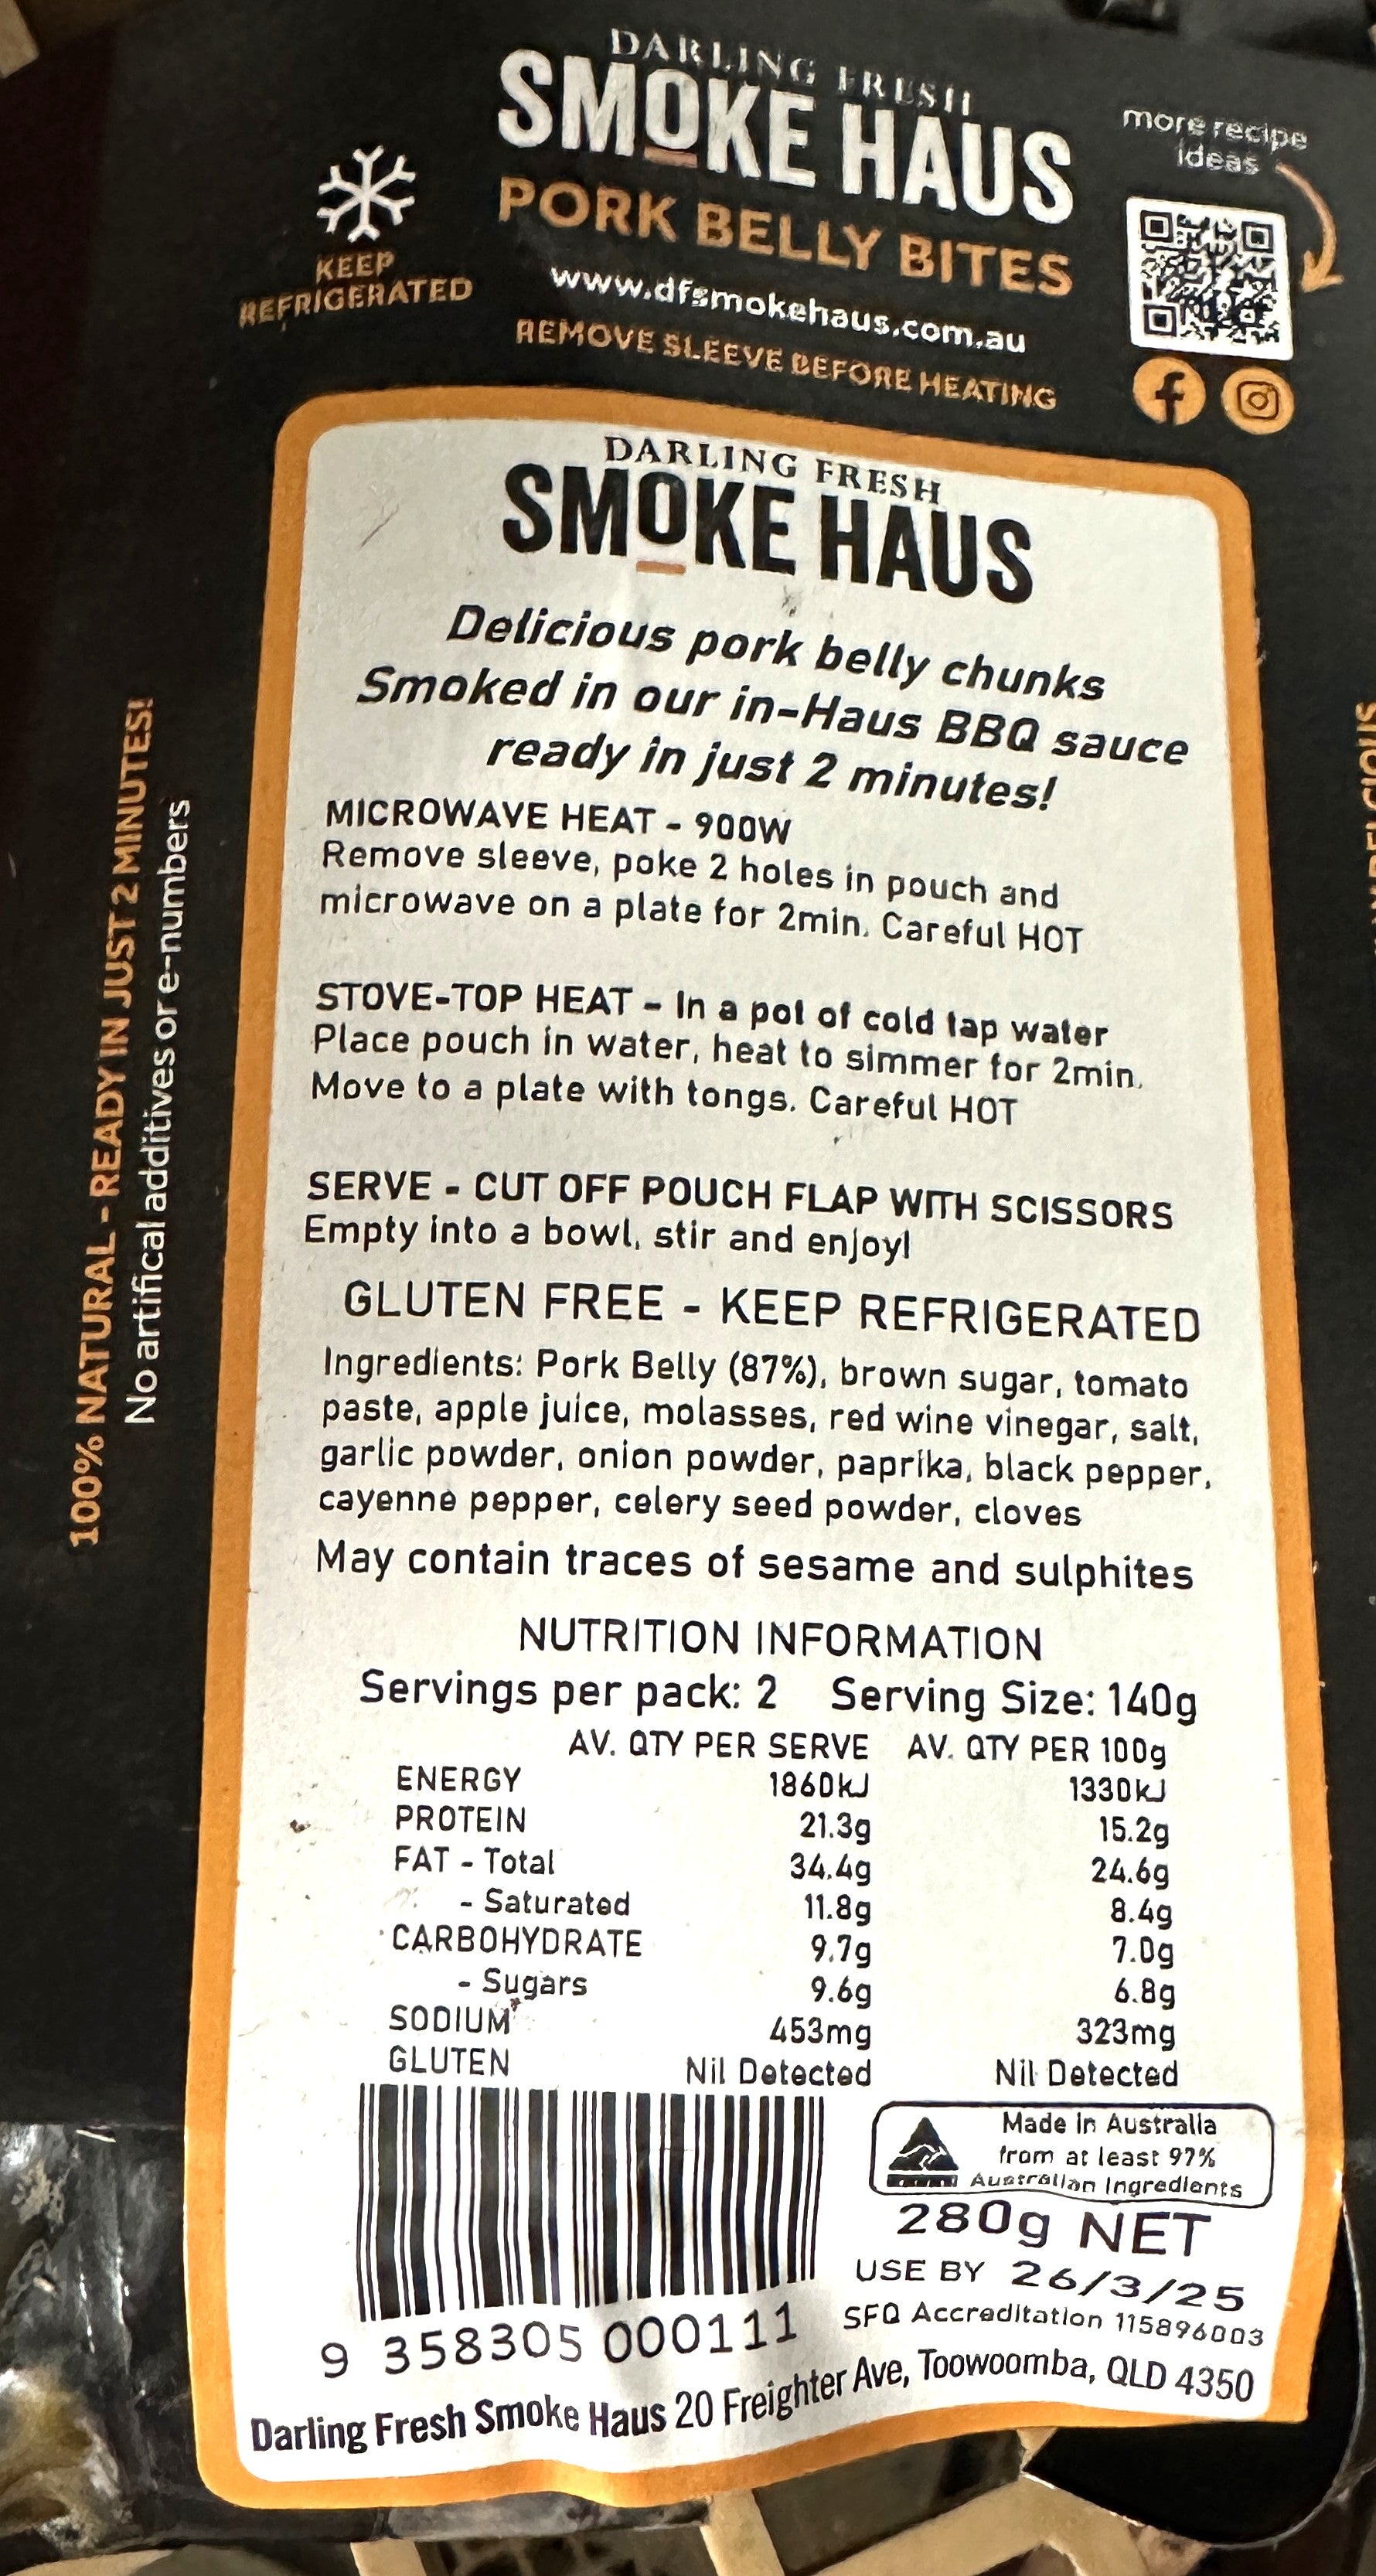 DARLING FRESH
SMOKE HAUS
PORK BELLY BITES
www.dfsmokehaus.com.au
REMOVE SLEEVE BEFORE HEATING
KEEP
REFRIGERATED
more recipe
ideas
DARLING FRESH
SMOKE HAUS
Delicious pork belly chunks
Smoked in our in-Haus BBQ sauce
ready in just 2 minutes!
MICROWAVE HEAT - 900W
Remove sleeve, poke 2 holes in pouch and
microwave on a plate for 2min. Careful HOT
STOVE-TOP HEAT - In a pot of cold tap water
Place pouch in water, heat to simmer for 2min.
Move to a plate with tongs. Careful HOT
SERVE - CUT OFF POUCH FLAP WITH SCISSORS
Empty into a bowl, stir and enjoy!
GLUTEN FREE - KEEP REFRIGERATED
Ingredients: Pork Belly (87%), brown sugar, tomato
paste, apple juice, molasses, red wine vinegar, salt,
garlic powder, onion powder, paprika, black pepper,
cayenne pepper, celery seed powder, cloves
May contain traces of sesame and sulphites
NUTRITION INFORMATION
Servings per pack: 2 Serving Size: 140g
AV. QTY PER SERVE AV. QTY PER 100g
ENERGY 1860kJ 1330kJ
PROTEIN 21.3g 15.2g
FAT - Total 34.4g 24.6g
- Saturated 11.8g 8.4g
CARBOHYDRATE 9.7g 7.0g
- Sugars 9.6g 6.8g
SODIUM 453mg 323mg
GLUTEN Nil Detected Nil Detected
Made in Australia
from at least 97%
Australian Ingredients
280g NET
USE BY 26/3/25
SFQ Accreditation 115896003
9 358305 000111
Darling Fresh Smoke Haus 20 Freighter Ave, Toowoomba, QLD 4350
100% NATURAL - READY IN JUST 2 MINUTES!
No artifical additives or e-numbers